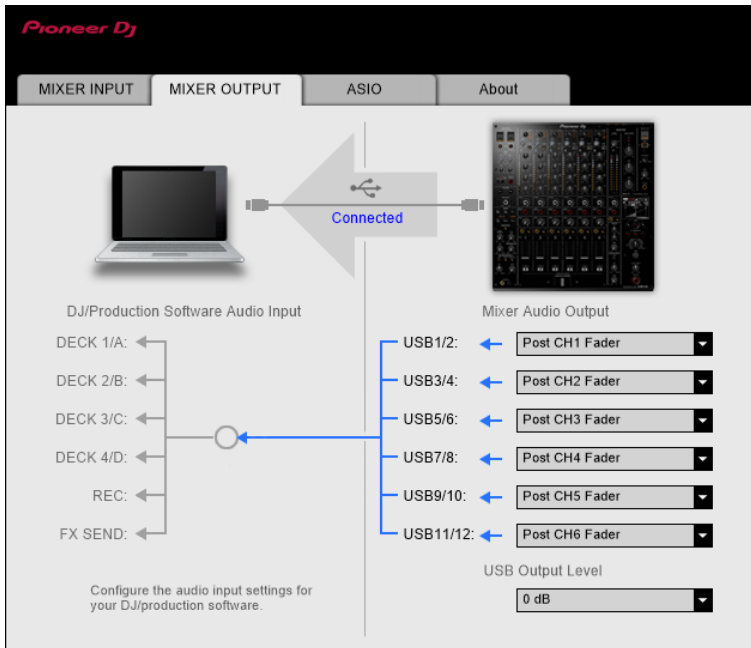 Pioneer Dj
MIXER INPUT
MIXER OUTPUT
ASIO
About
Connected
DJ/Production Software Audio Input
Mixer Audio Output
DECK 1/A:
USB1/2:
Post CH1 Fader
DECK 2/B:
USB3/4:
Post CH2 Fader
DECK 3/C:
USB5/6:
Post CH3 Fader
DECK 4/D:
USB7/8:
Post CH4 Fader
REC:
USB9/10:
Post CH5 Fader
FX SEND:
USB11/12:
Post CH6 Fader
USB Output Level
0 dB
Configure the audio input settings for
your DJ/production software.